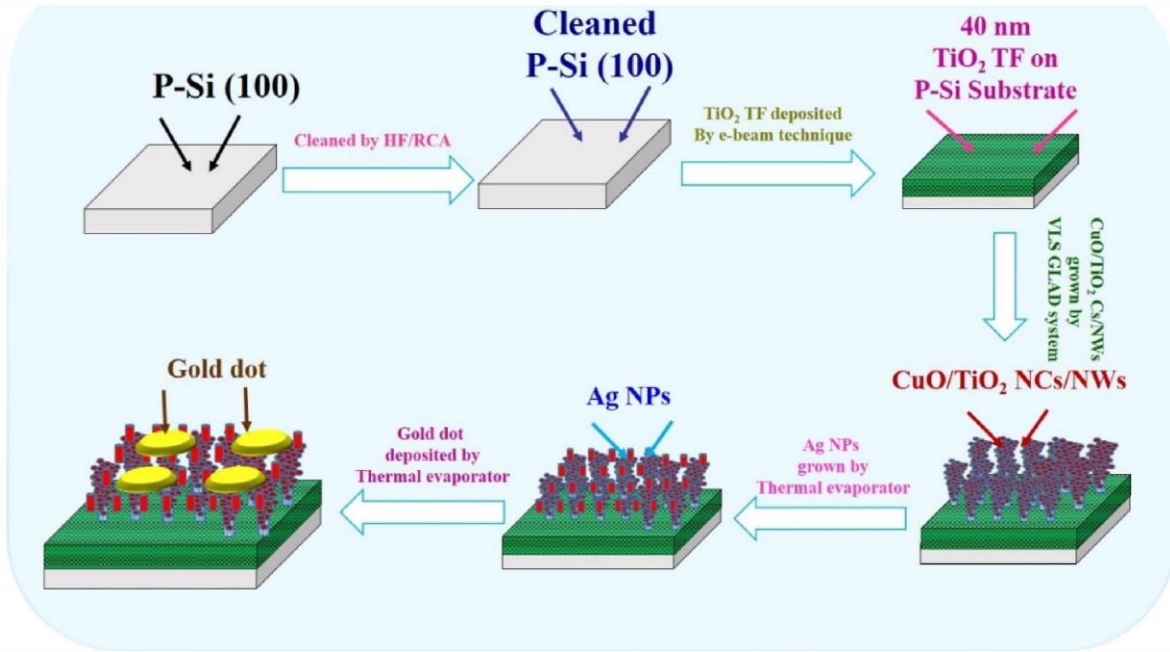 P-Si (100)
Cleaned by HF/RCA
Cleaned
P-Si (100)
TiO₂ TF deposited
By e-beam technique
40 nm
TiO₂ TF on
P-Si Substrate
CuO/TiO₂ Cs/NWs
grown by
VLS GLAD system
CuO/TiO₂ NCs/NWs
Ag NPs
grown by
Thermal evaporator
Ag NPs
Gold dot
deposited by
Thermal evaporator
Gold dot